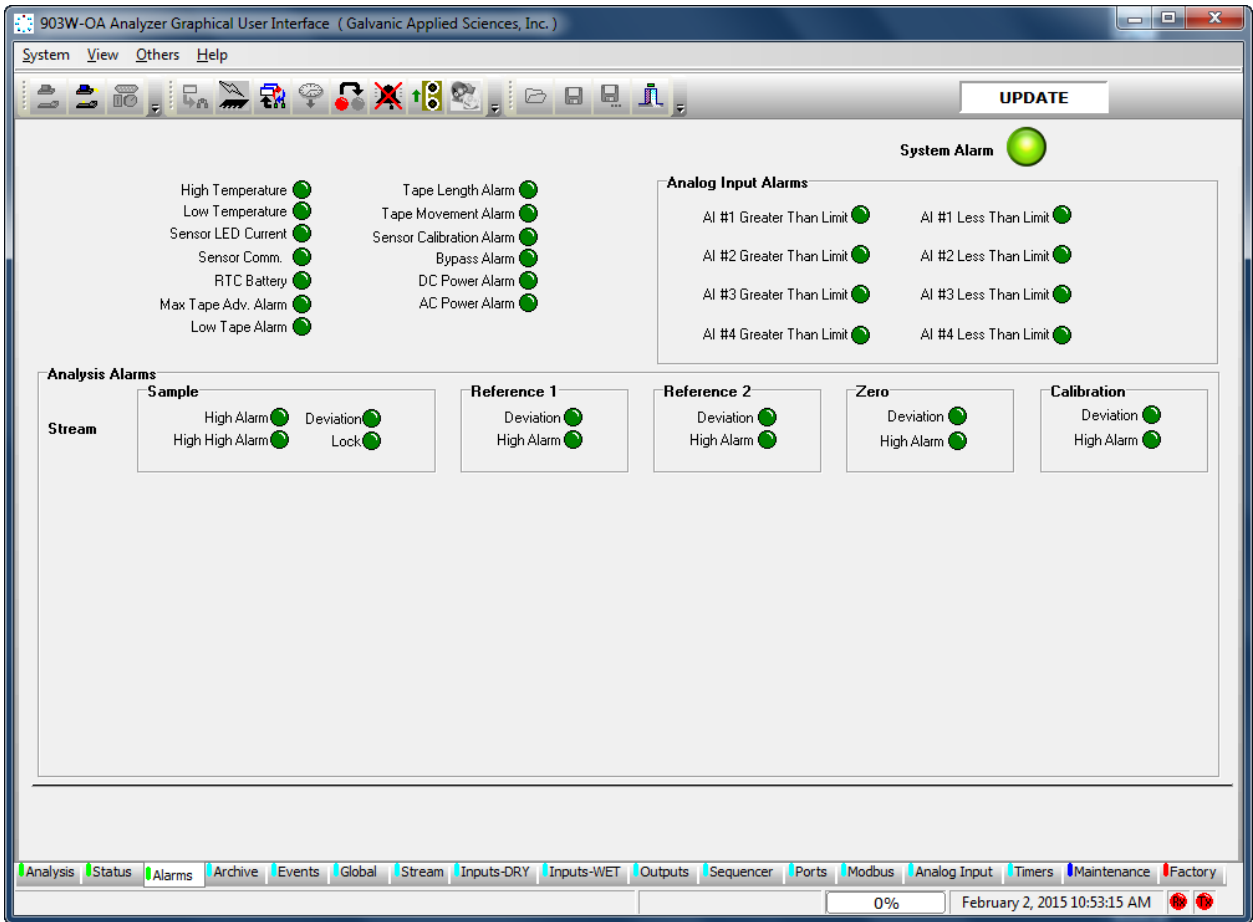 903W-OA Analyzer Graphical User Interface ( Galvanic Applied Sciences, Inc. )
System View Others Help
UPDATE
System Alarm
High Temperature
Low Temperature
Sensor LED Current
Sensor Comm.
RTC Battery
Max Tape Adv. Alarm
Low Tape Alarm
Tape Length Alarm
Tape Movement Alarm
Sensor Calibration Alarm
Bypass Alarm
DC Power Alarm
AC Power Alarm
Analog Input Alarms
AI #1 Greater Than Limit AI #1 Less Than Limit
AI #2 Greater Than Limit AI #2 Less Than Limit
AI #3 Greater Than Limit AI #3 Less Than Limit
AI #4 Greater Than Limit AI #4 Less Than Limit
Analysis Alarms
Stream
Sample
High Alarm Deviation
High High Alarm Lock
Reference 1
Deviation
High Alarm
Reference 2
Deviation
High Alarm
Zero
Deviation
High Alarm
Calibration
Deviation
High Alarm
Analysis Status Alarms Archive Events Global Stream Inputs-DRY Inputs-WET Outputs Sequencer Ports Modbus Analog Input Timers Maintenance Factory
0% February 2, 2015 10:53:15 AM Rx Tx